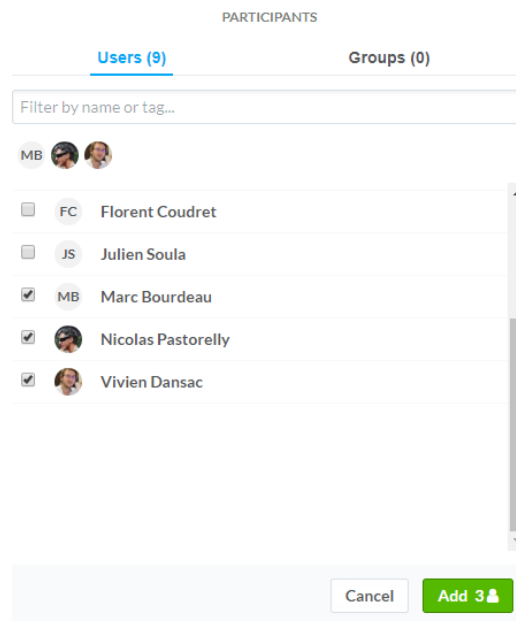 PARTICIPANTS
Users (9) Groups (0)
Filter by name or tag...
MB
FC Florent Coudret
JS Julien Soula
MB Marc Bourdeau
Nicolas Pastorelly
Vivien Dansac
Cancel Add 3